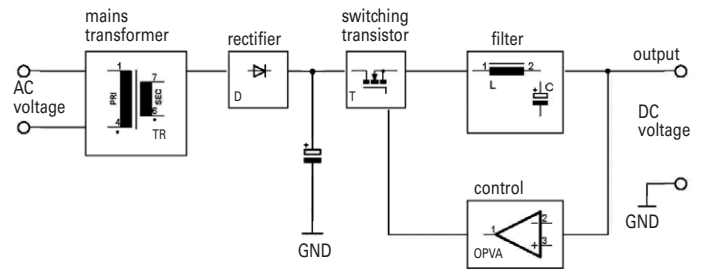 mains
transformer
rectifier
switching
transistor
filter
output
AC
voltage
1
4
PRI
7
6
SEC
TR
D
T
1
2
L
+
C
DC
voltage
+
GND
control
1
2
3
+
OPVA
GND